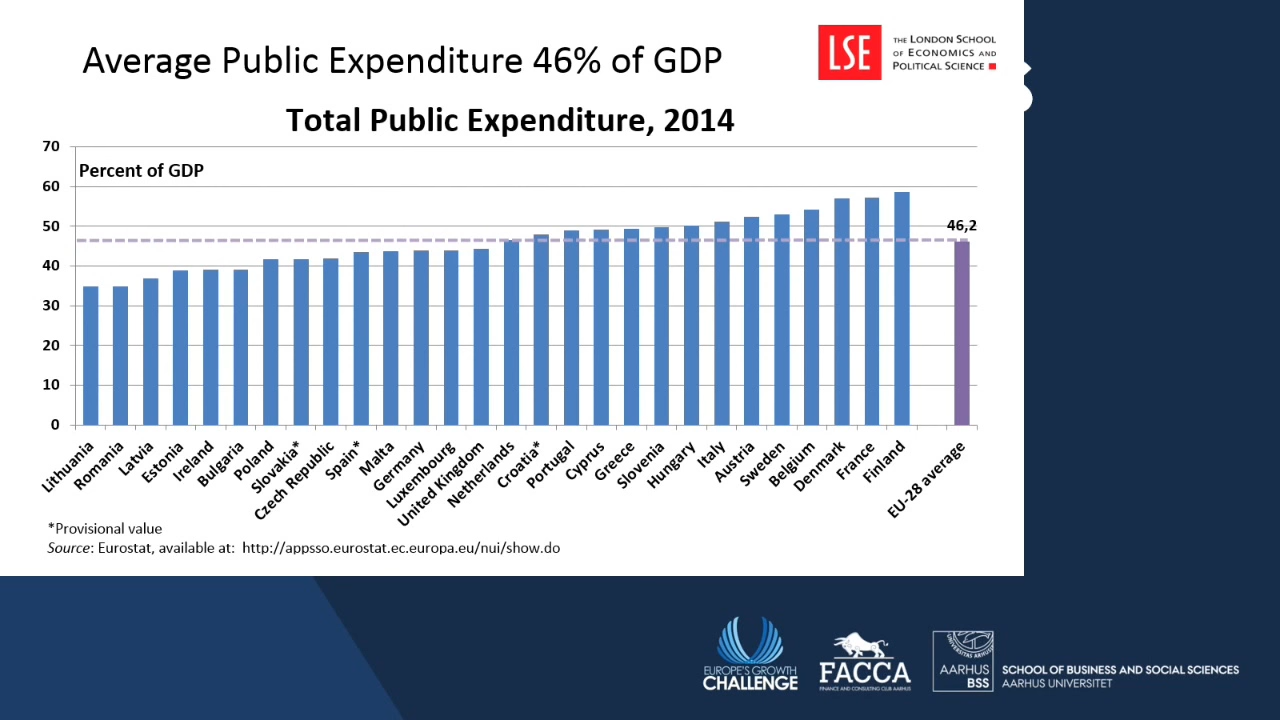 Average Public Expenditure 46% of GDP
LSE
THE LONDON SCHOOL
OF ECONOMICS AND
POLITICAL SCIENCE
Total Public Expenditure, 2014
70
Percent of GDP
60
50
46,2
40
30
20
10
0
Lithuania
Romania
Latvia
Estonia
Ireland
Bulgaria
Poland
Slovakia*
Czech Republic
Spain*
Malta
Germany
Luxembourg
United Kingdom
Netherlands
Croatia*
Portugal
Cyprus
Greece
Slovenia
Hungary
Italy
Austria
Sweden
Belgium
Denmark
France
Finland
EU-28 average
*Provisional value
Source: Eurostat, available at: http://appsso.eurostat.ec.europa.eu/nui/show.do
EUROPE'S GROWTH
CHALLENGE
FACCA
FINANCE AND CONSULTING CLUB AARHUS
AARHUS
BSS
SCHOOL OF BUSINESS AND SOCIAL SCIENCES
AARHUS UNIVERSITET